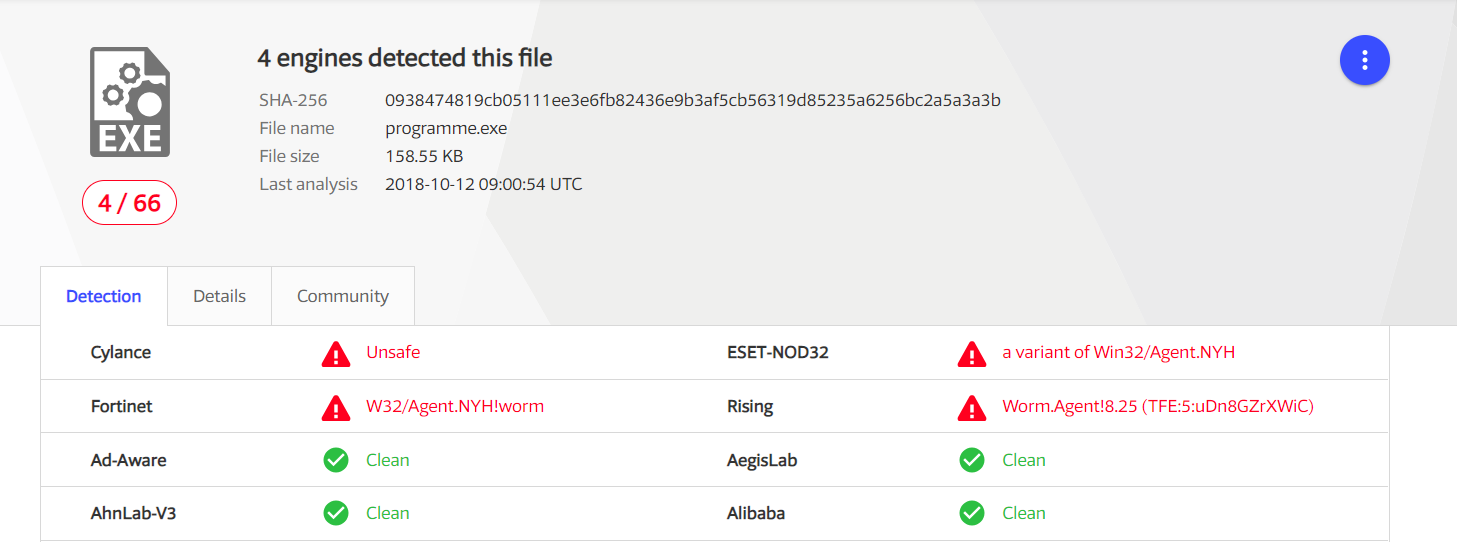 4 engines detected this file
SHA-256 0938474819cb05111ee3e6fb82436e9b3af5cb56319d85235a6256bc2a5a3a3b
File name programme.exe
File size 158.55 KB
Last analysis 2018-10-12 09:00:54 UTC
EXE
4 / 66
Detection Details Community
Cylance Unsafe ESET-NOD32 a variant of Win32/Agent.NYH
Fortinet W32/Agent.NYH!worm Rising Worm.Agent!8.25 (TFE:5:uDn8GZrXWiC)
Ad-Aware Clean AegisLab Clean
AhnLab-V3 Clean Alibaba Clean